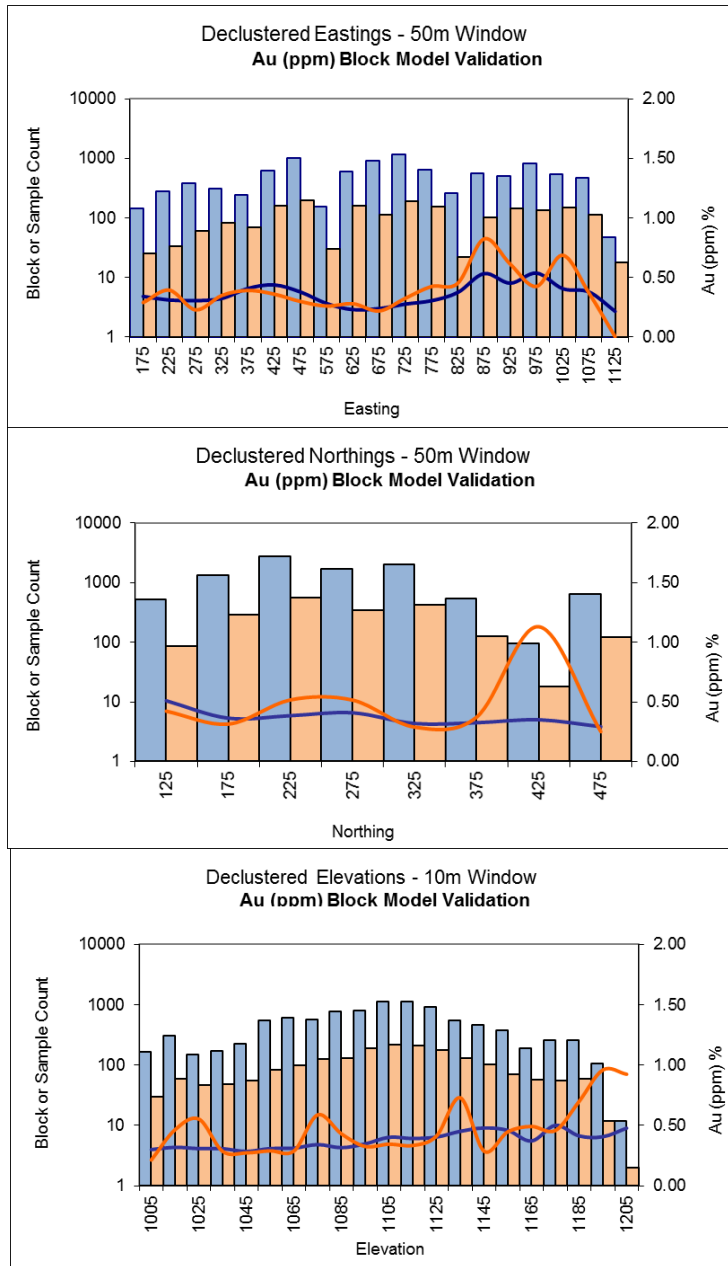 Declustered Eastings - 50m Window
Au (ppm) Block Model Validation
10000
1000
100
10
1
2.00
1.50
1.00
0.50
0.00
Block or Sample Count
Au (ppm) %
175 225 275 325 375 425 475 575 625 675 725 775 825 875 925 975 1025 1075 1125
Easting
Declustered Northings - 50m Window
Au (ppm) Block Model Validation
10000
1000
100
10
1
2.00
1.50
1.00
0.50
0.00
Block or Sample Count
Au (ppm) %
125 175 225 275 325 375 425 475
Northing
Declustered Elevations - 10m Window
Au (ppm) Block Model Validation
10000
1000
100
10
1
2.00
1.50
1.00
0.50
0.00
Block or Sample Count
Au (ppm) %
1005 1025 1045 1065 1085 1105 1125 1145 1165 1185 1205
Elevation